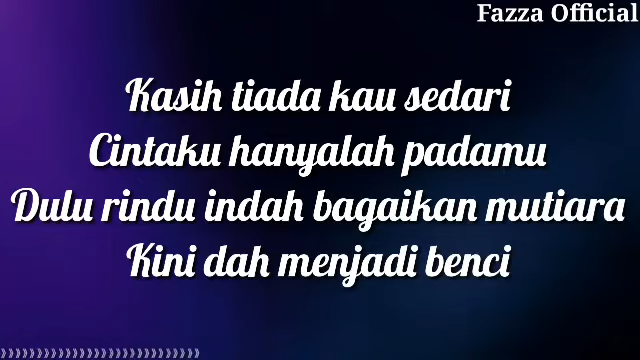 Fazza Official
Kasih tiada kau sedari
Cintaku hanyalah padamu
Dulu rindu indah bagaikan mutiara
Kini dah menjadi benci